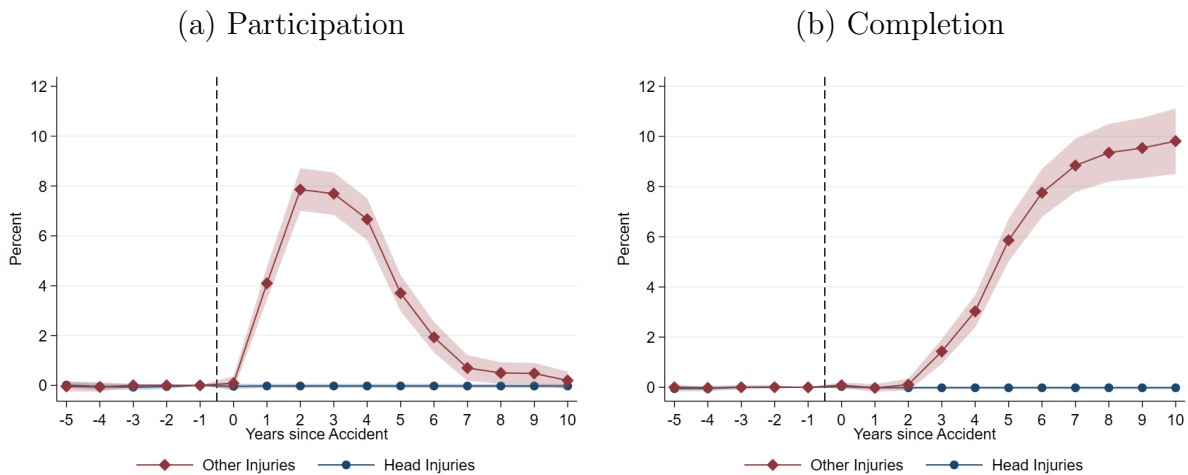 (a) Participation
12
10
8
6
4
2
0
Percent
-5 -4 -3 -2 -1 0 1 2 3 4 5 6 7 8 9 10
Years since Accident
Other Injuries Head Injuries
(b) Completion
12
10
8
6
4
2
0
Percent
-5 -4 -3 -2 -1 0 1 2 3 4 5 6 7 8 9 10
Years since Accident
Other Injuries Head Injuries